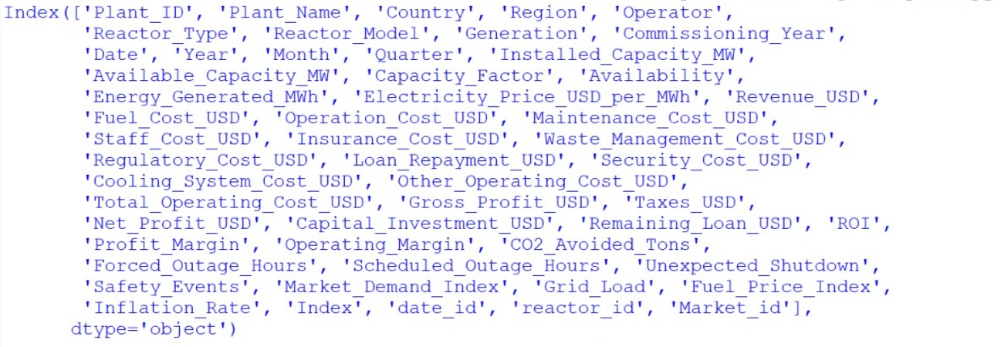 Index(['Plant_ID', 'Plant_Name', 'Country', 'Region', 'Operator',
'Reactor_Type', 'Reactor_Model', 'Generation', 'Commissioning_Year',
'Date', 'Year', 'Month', 'Quarter', 'Installed_Capacity_MW',
'Available_Capacity_MW', 'Capacity_Factor', 'Availability',
'Energy_Generated_MWh', 'Electricity_Price_USD_per_MWh', 'Revenue_USD',
'Fuel_Cost_USD', 'Operation_Cost_USD', 'Maintenance_Cost_USD',
'Staff_Cost_USD', 'Insurance_Cost_USD', 'Waste_Management_Cost_USD',
'Regulatory_Cost_USD', 'Loan_Repayment_USD', 'Security_Cost_USD',
'Cooling_System_Cost_USD', 'Other_Operating_Cost_USD',
'Total_Operating_Cost_USD', 'Gross_Profit_USD', 'Taxes_USD',
'Net_Profit_USD', 'Capital_Investment_USD', 'Remaining_Loan_USD', 'ROI',
'Profit_Margin', 'Operating_Margin', 'CO2_Avoided_Tons',
'Forced_Outage_Hours', 'Scheduled_Outage_Hours', 'Unexpected_Shutdown',
'Safety_Events', 'Market_Demand_Index', 'Grid_Load', 'Fuel_Price_Index',
'Inflation_Rate', 'Index', 'date_id', 'reactor_id', 'Market_id'],
dtype='object')